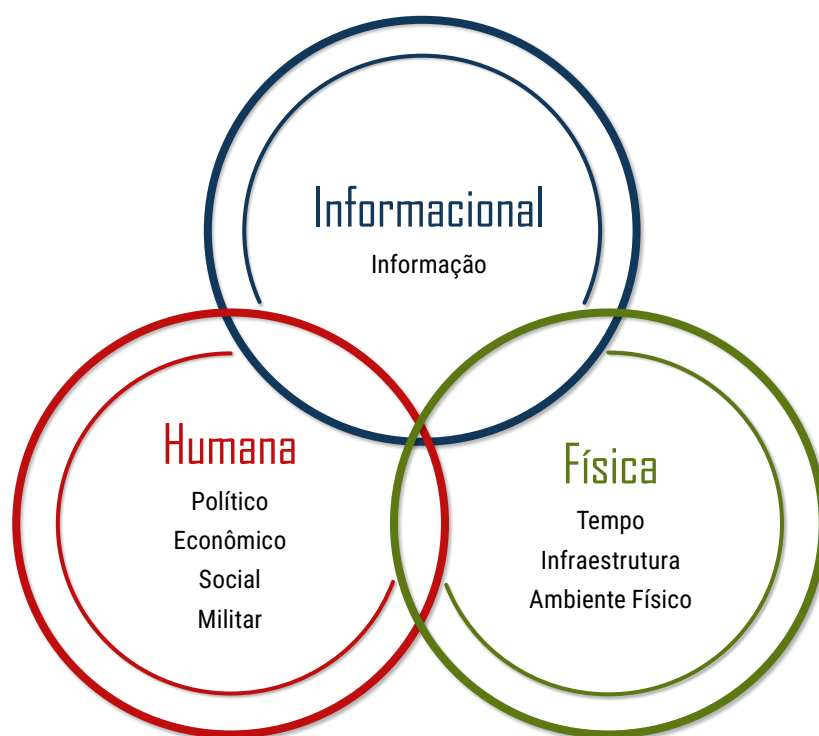 Informacional
Informação
Humana
Político
Econômico
Social
Militar
Física
Tempo
Infraestrutura
Ambiente Físico